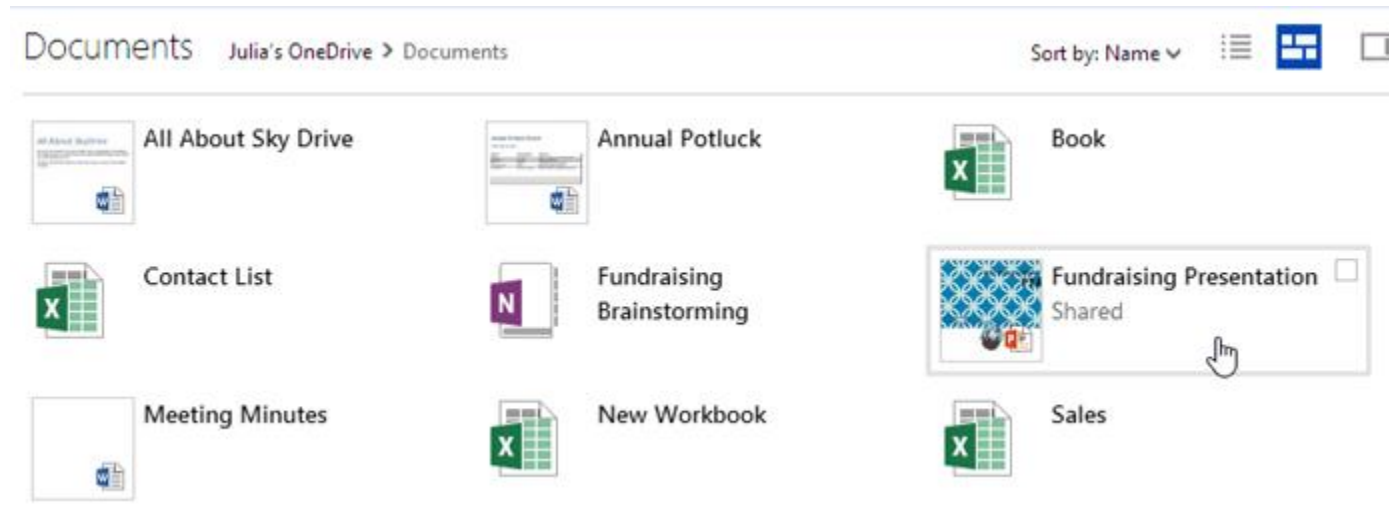 Documents Julia's OneDrive > Documents Sort by: Name
All About Sky Drive
Annual Potluck
Book
Contact List
Fundraising
Brainstorming
Fundraising Presentation
Shared
Meeting Minutes
New Workbook
Sales